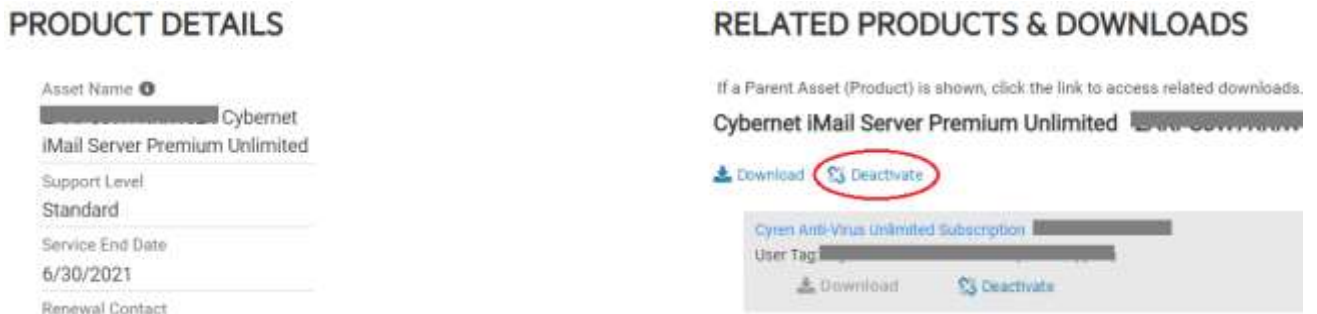 PRODUCT DETAILS
Asset Name
Cybernet
iMail Server Premium Unlimited
Support Level
Standard
Service End Date
6/30/2021
Renewal Contact
RELATED PRODUCTS & DOWNLOADS
If a Parent Asset (Product) is shown, click the link to access related downloads.
Cybernet iMail Server Premium Unlimited
Download Deactivate
Cyren Anti-Virus Unlimited Subscription
User Tag:
Download Deactivate